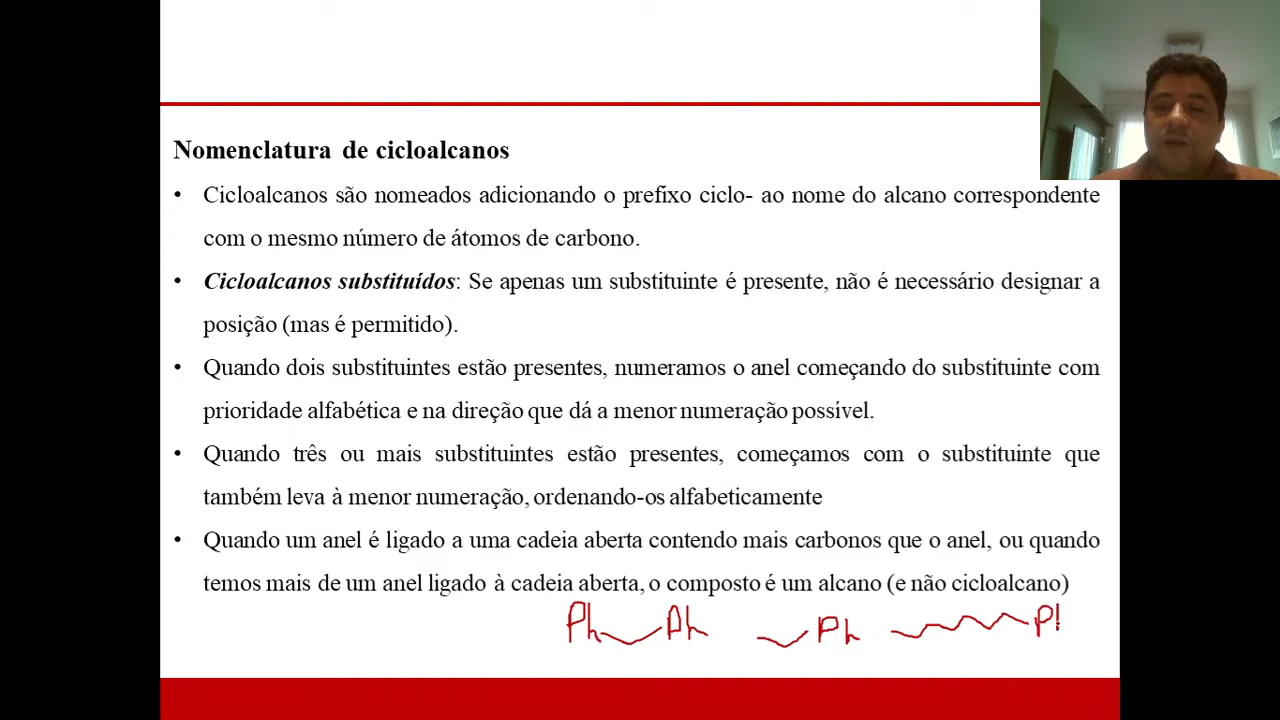 Nomenclatura de cicloalcanos
• Cicloalcanos são nomeados adicionando o prefixo ciclo- ao nome do alcano correspondente
com o mesmo número de átomos de carbono.
• Cicloalcanos substituídos: Se apenas um substituinte é presente, não é necessário designar a
posição (mas é permitido).
• Quando dois substituintes estão presentes, numeramos o anel começando do substituinte com
prioridade alfabética e na direção que dá a menor numeração possível.
• Quando três ou mais substituintes estão presentes, começamos com o substituinte que
também leva à menor numeração, ordenando-os alfabeticamente
• Quando um anel é ligado a uma cadeia aberta contendo mais carbonos que o anel, ou quando
temos mais de um anel ligado à cadeia aberta, o composto é um alcano (e não cicloalcano)
Ph Ph Ph